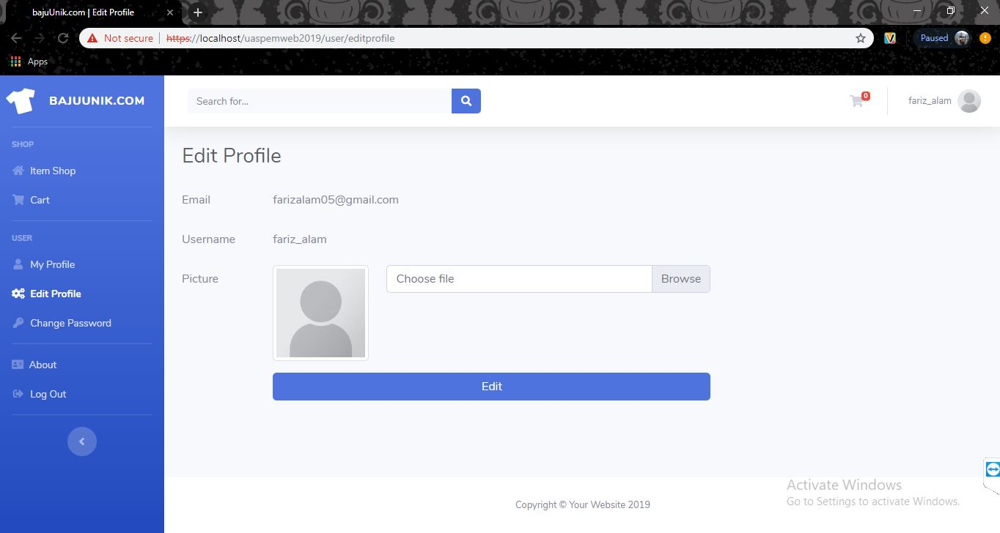 bajuUnik.com | Edit Profile
Not secure | https://localhost/uaspemweb2019/user/editprofile
Paused
Apps
BAJUUNIK.COM
Search for...
0
fariz_alam
SHOP
Item Shop
Cart
USER
My Profile
Edit Profile
Change Password
About
Log Out
Edit Profile
Email farizalam05@gmail.com
Username fariz_alam
Picture
Choose file Browse
Edit
Copyright © Your Website 2019
Activate Windows
Go to Settings to activate Windows.